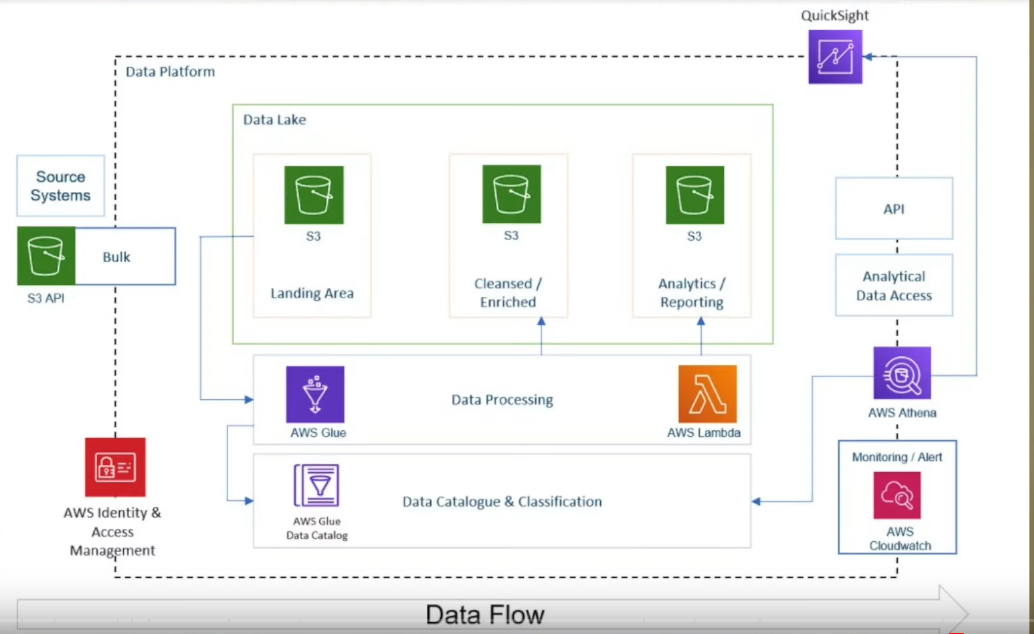 QuickSight
Data Platform
Data Lake
Source
Systems
S3
S3
S3
API
Bulk
S3 API
Landing Area
Cleansed /
Enriched
Analytics /
Reporting
Analytical
Data Access
Data Processing
AWS Glue
AWS Lambda
AWS Athena
Monitoring / Alert
AWS Identity &
Access
Management
Data Catalogue & Classification
AWS Glue
Data Catalog
AWS
Cloudwatch
Data Flow